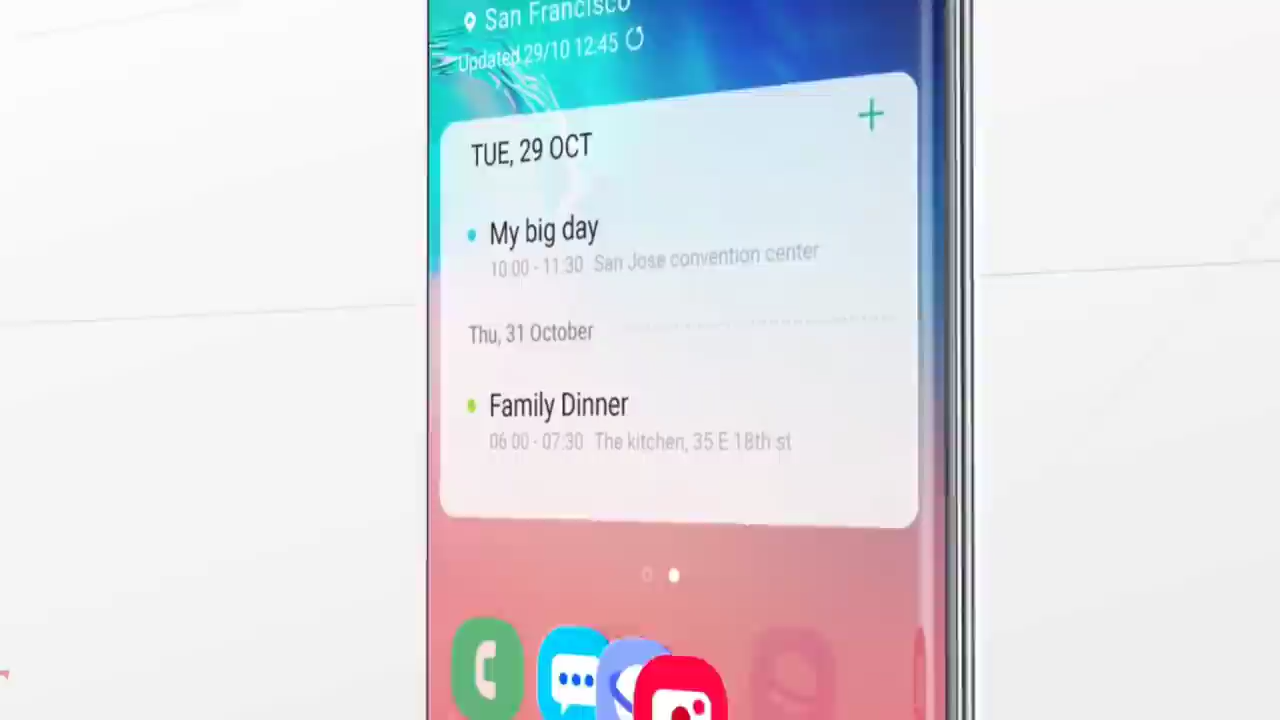 San Francisco
Updated 29/10 12:45
TUE, 29 OCT
My big day
10:00 - 11:30 San Jose convention center
Thu, 31 October
Family Dinner
06:00 - 07:30 The kitchen, 35 E 18th st